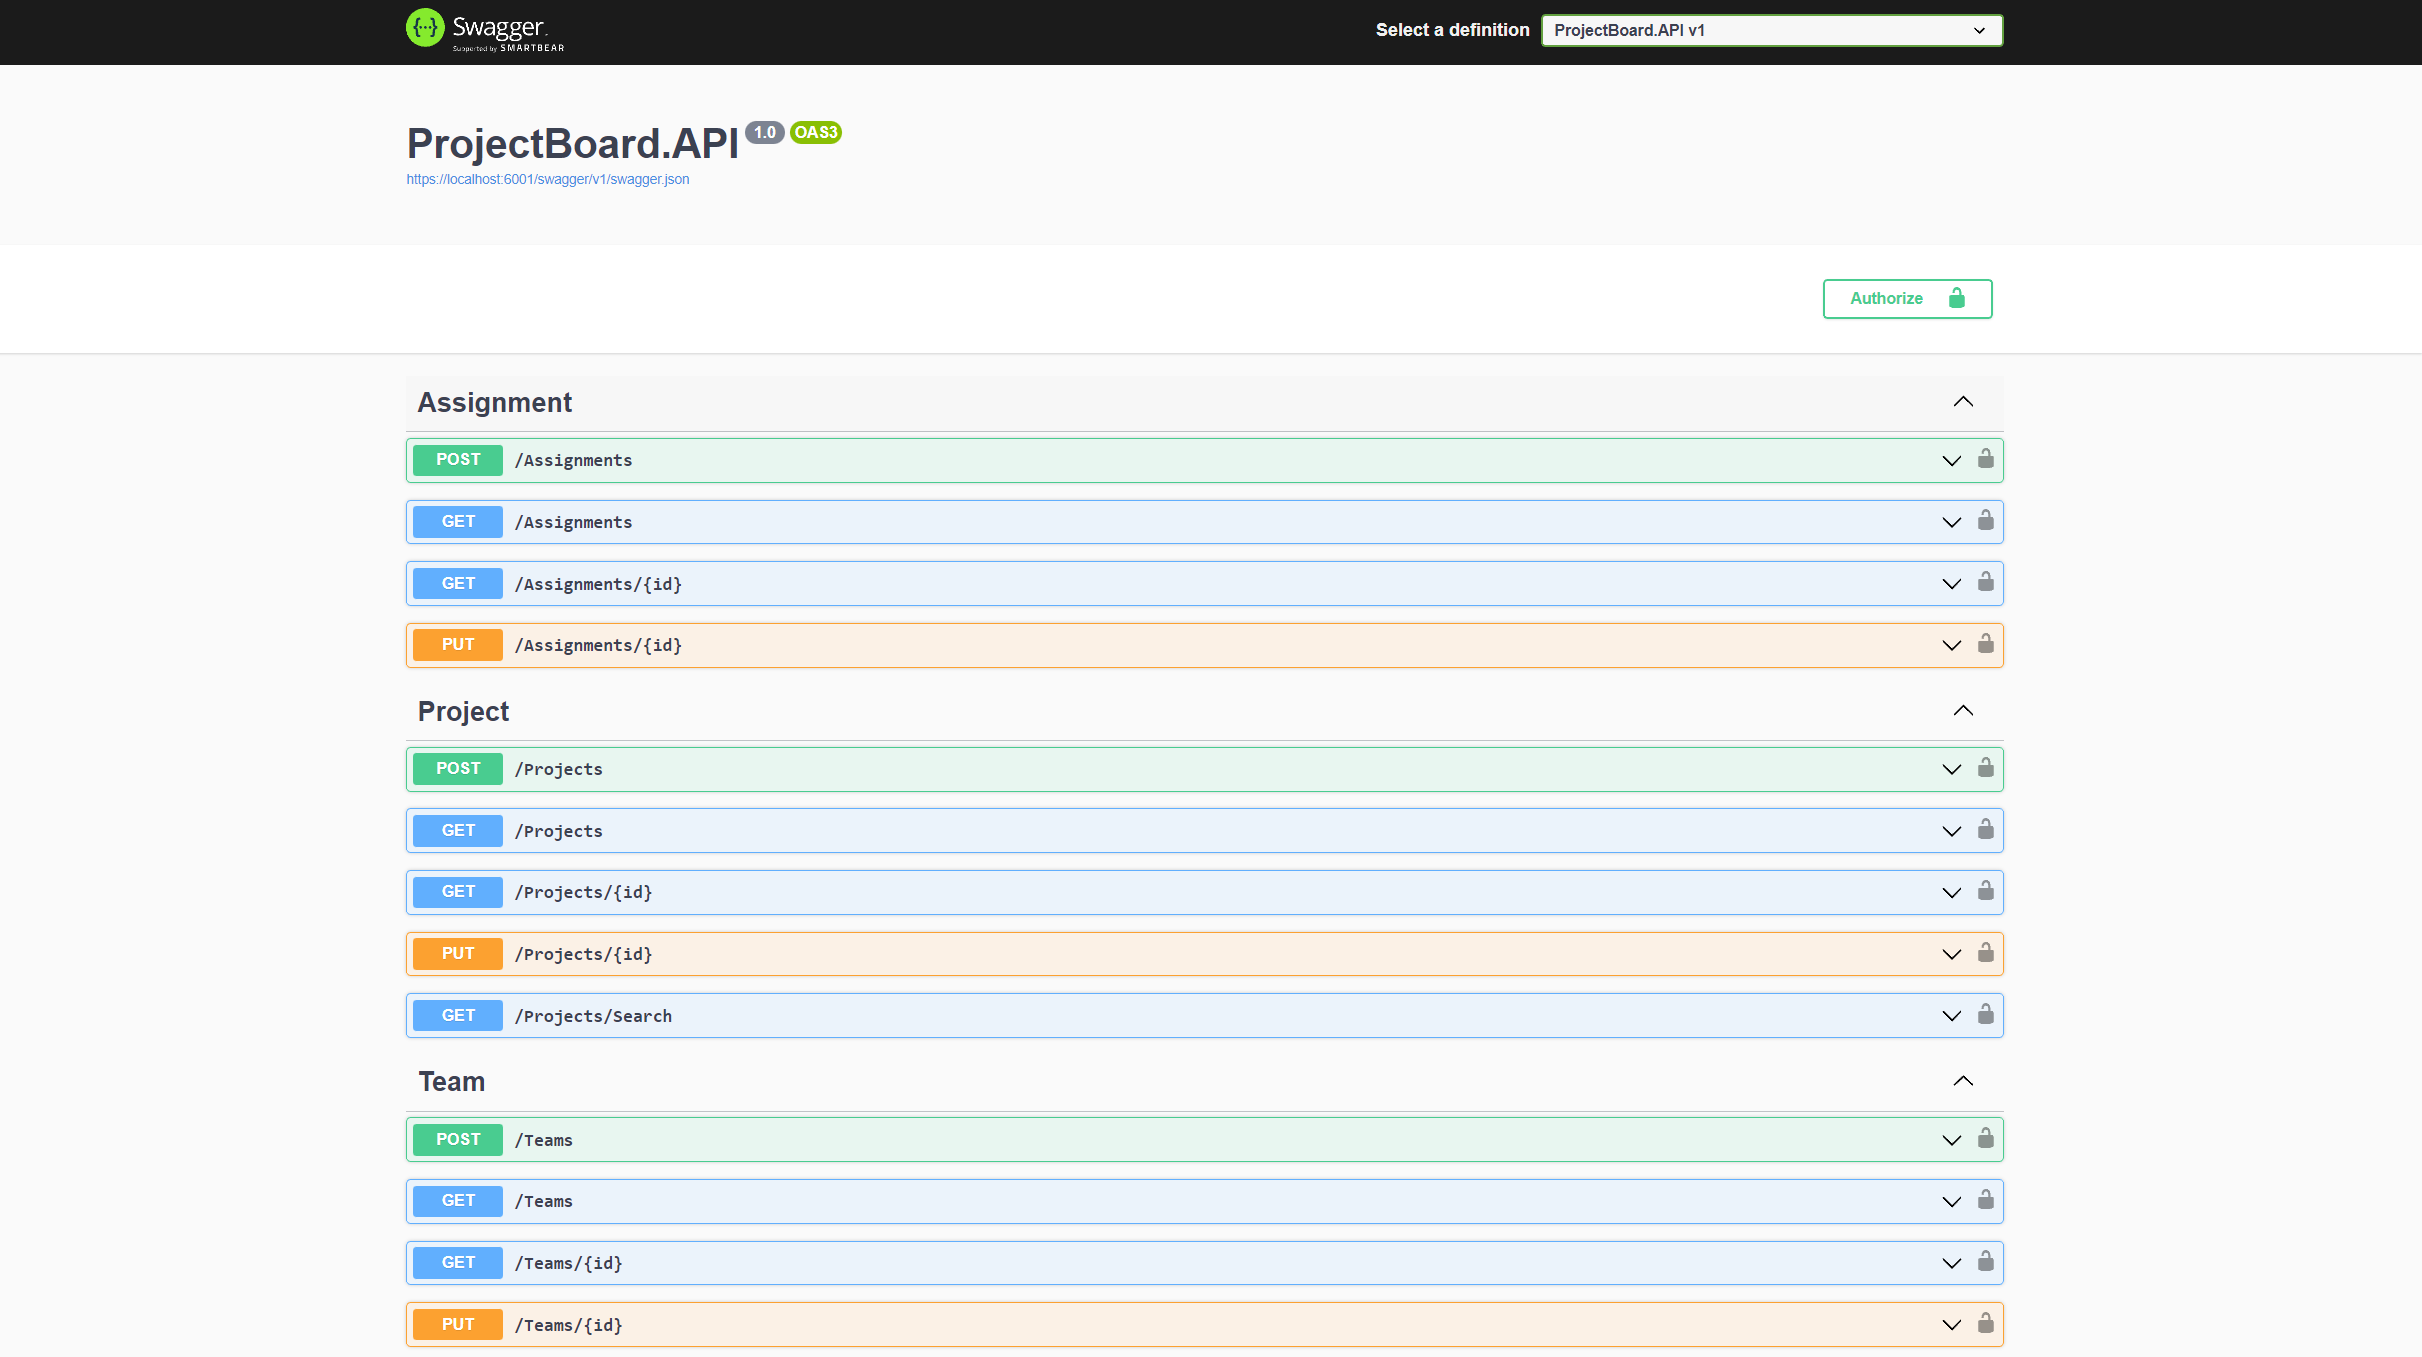 Swagger
Supported by SMARTBEAR
Select a definition
ProjectBoard.API v1
ProjectBoard.API 1.0 OAS3
https://localhost:6001/swagger/v1/swagger.json
Authorize
Assignment
POST /Assignments
GET /Assignments
GET /Assignments/{id}
PUT /Assignments/{id}
Project
POST /Projects
GET /Projects
GET /Projects/{id}
PUT /Projects/{id}
GET /Projects/Search
Team
POST /Teams
GET /Teams
GET /Teams/{id}
PUT /Teams/{id}